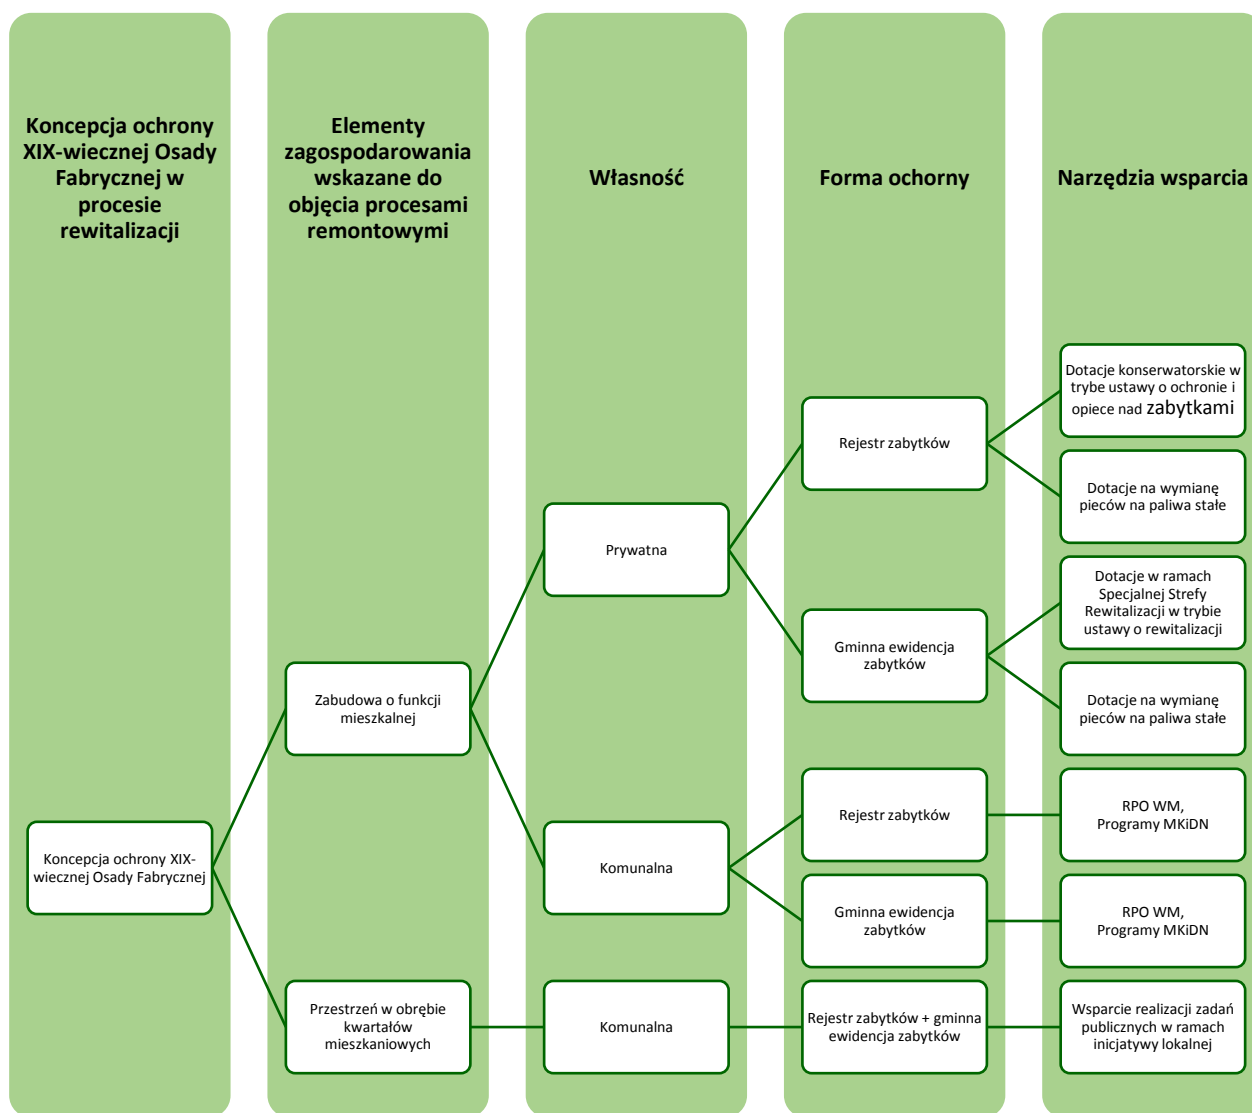 Koncepcja ochrony
XIX-wiecznej Osady
Fabrycznej w
procesie
rewitalizacji
Elementy
zagospodarowania
wskazane do
objęcia procesami
remontowymi
Własność
Forma ochorny
Narzędzia wsparcia
Koncepcja ochrony XIX-
wiecznej Osady Fabrycznej
Zabudowa o funkcji
mieszkalnej
Prywatna
Rejestr zabytków
Dotacje konserwatorskie w
trybe ustawy o ochronie i
opiece nad zabytkami
Dotacje na wymianę
pieców na paliwa stałe
Gminna ewidencja
zabytków
Dotacje w ramach
Specjalnej Strefy
Rewitalizacji w trybie
ustawy o rewitalizacji
Dotacje na wymianę
pieców na paliwa stałe
Komunalna
Rejestr zabytków
RPO WM,
Programy MKiDN
Gminna ewidencja
zabytków
RPO WM,
Programy MKiDN
Przestrzeń w obrębie
kwartałów
mieszkaniowych
Komunalna
Rejestr zabytków + gminna
ewidencja zabytków
Wsparcie realizacji zadań
publicznych w ramach
inicjatywy lokalnej